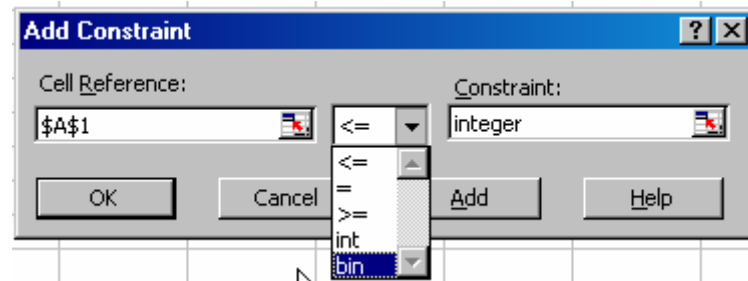 Add Constraint ? ×
Cell Reference: Constraint:
$A$1 <= integer
<=
=
>=
int
bin
OK Cancel Add Help